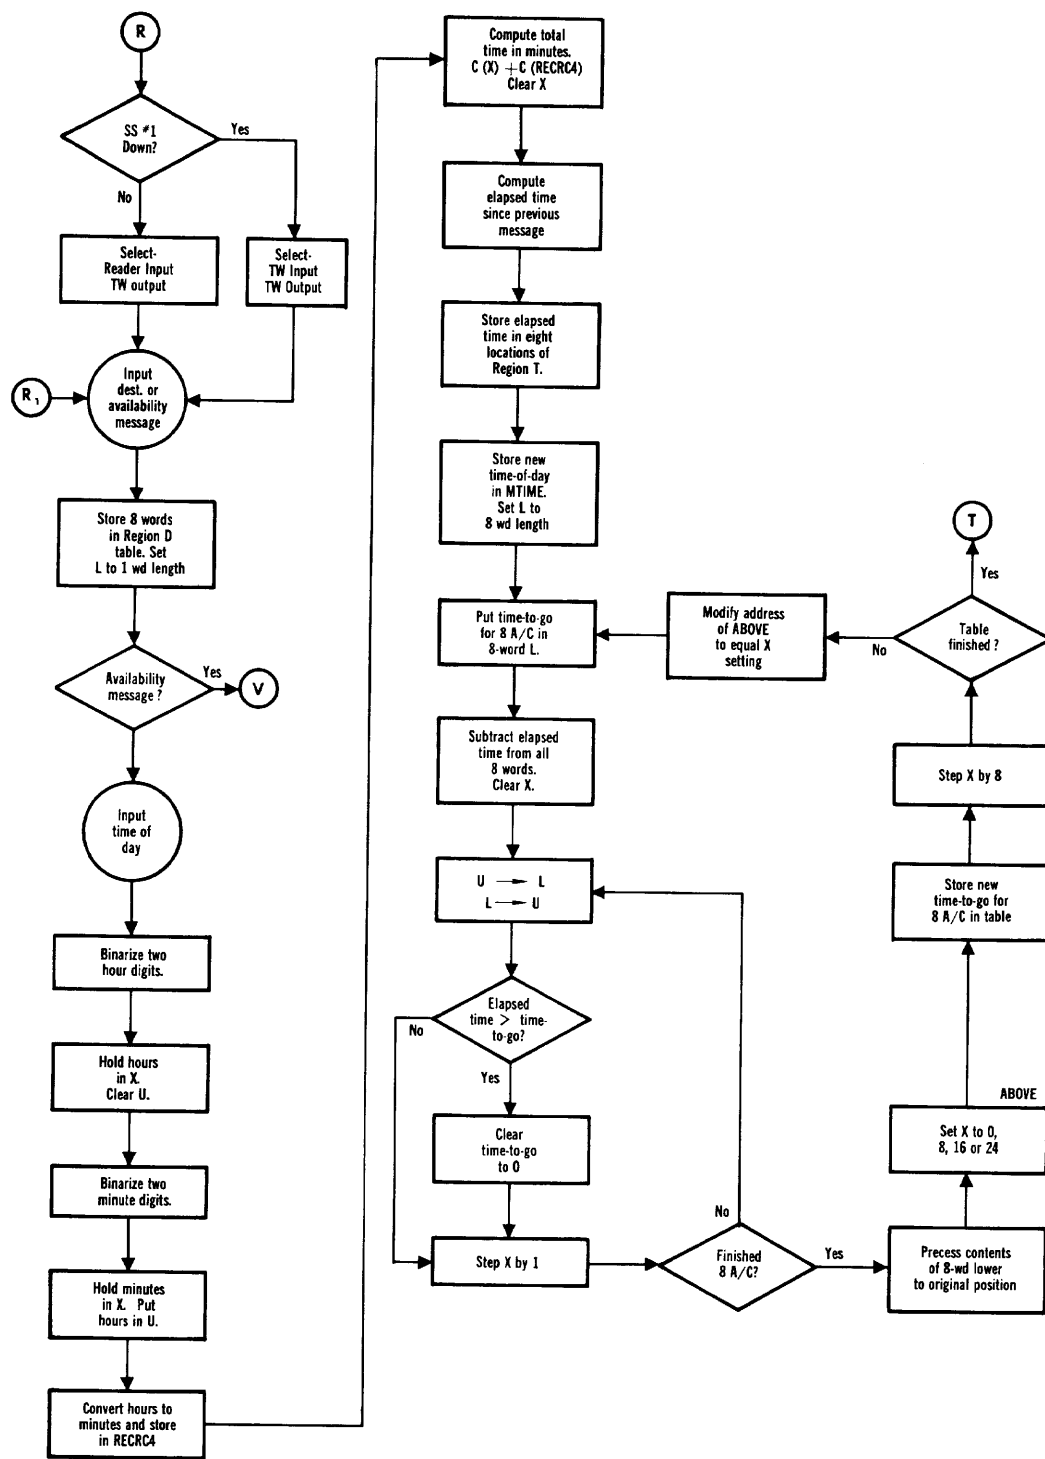 R
SS #1
Down?
Yes
No
Select-
Reader Input
TW output
Select-
TW Input
TW Output
R1
Input
dest. or
availability
message
Store 8 words
in Region D
table. Set
L to 1 wd length
Availability
message ?
Yes
V
Input
time of
day
Binarize two
hour digits.
Hold hours
in X.
Clear U.
Binarize two
minute digits.
Hold minutes
in X. Put
hours in U.
Convert hours to
minutes and store
in RECRC4
Compute total
time in minutes.
C (X) + C (RECRC4)
Clear X
Compute
elapsed time
since previous
message
Store elapsed
time in eight
locations of
Region T.
Store new
time-of-day
in MTIME.
Set L to
8 wd length
Put time-to-go
for 8 A/C in
8-word L.
Subtract elapsed
time from all
8 words.
Clear X.
U → L
L → U
Elapsed
time > time-
to-go?
No
Yes
Clear
time-to-go
to 0
Step X by 1
Finished
8 A/C?
No
Yes
Precess contents
of 8-wd lower
to original position
ABOVE
Set X to 0,
8, 16 or 24
Store new
time-to-go for
8 A/C in table
Step X by 8
Table
finished ?
No
Yes
T
Modify address
of ABOVE
to equal X
setting